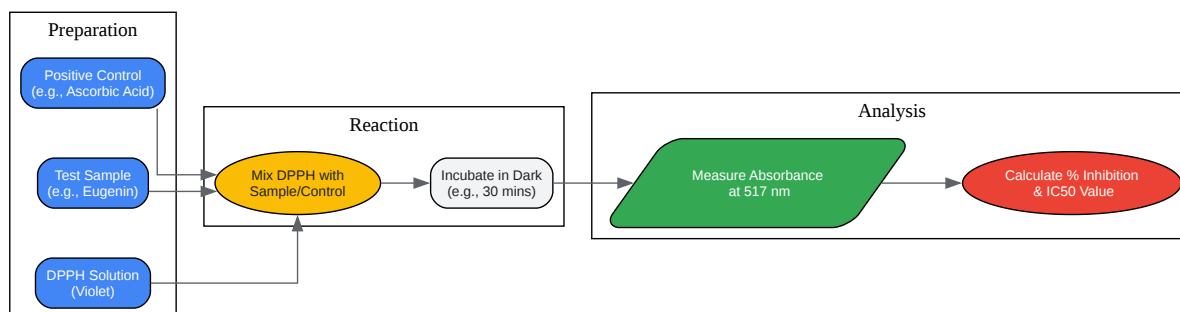 Preparation
Positive Control
(e.g., Ascorbic Acid)
Test Sample
(e.g., Eugenin)
DPPH Solution
(Violet)
Reaction
Mix DPPH with
Sample/Control
Incubate in Dark
(e.g., 30 mins)
Analysis
Measure Absorbance
at 517 nm
Calculate % Inhibition
& IC50 Value